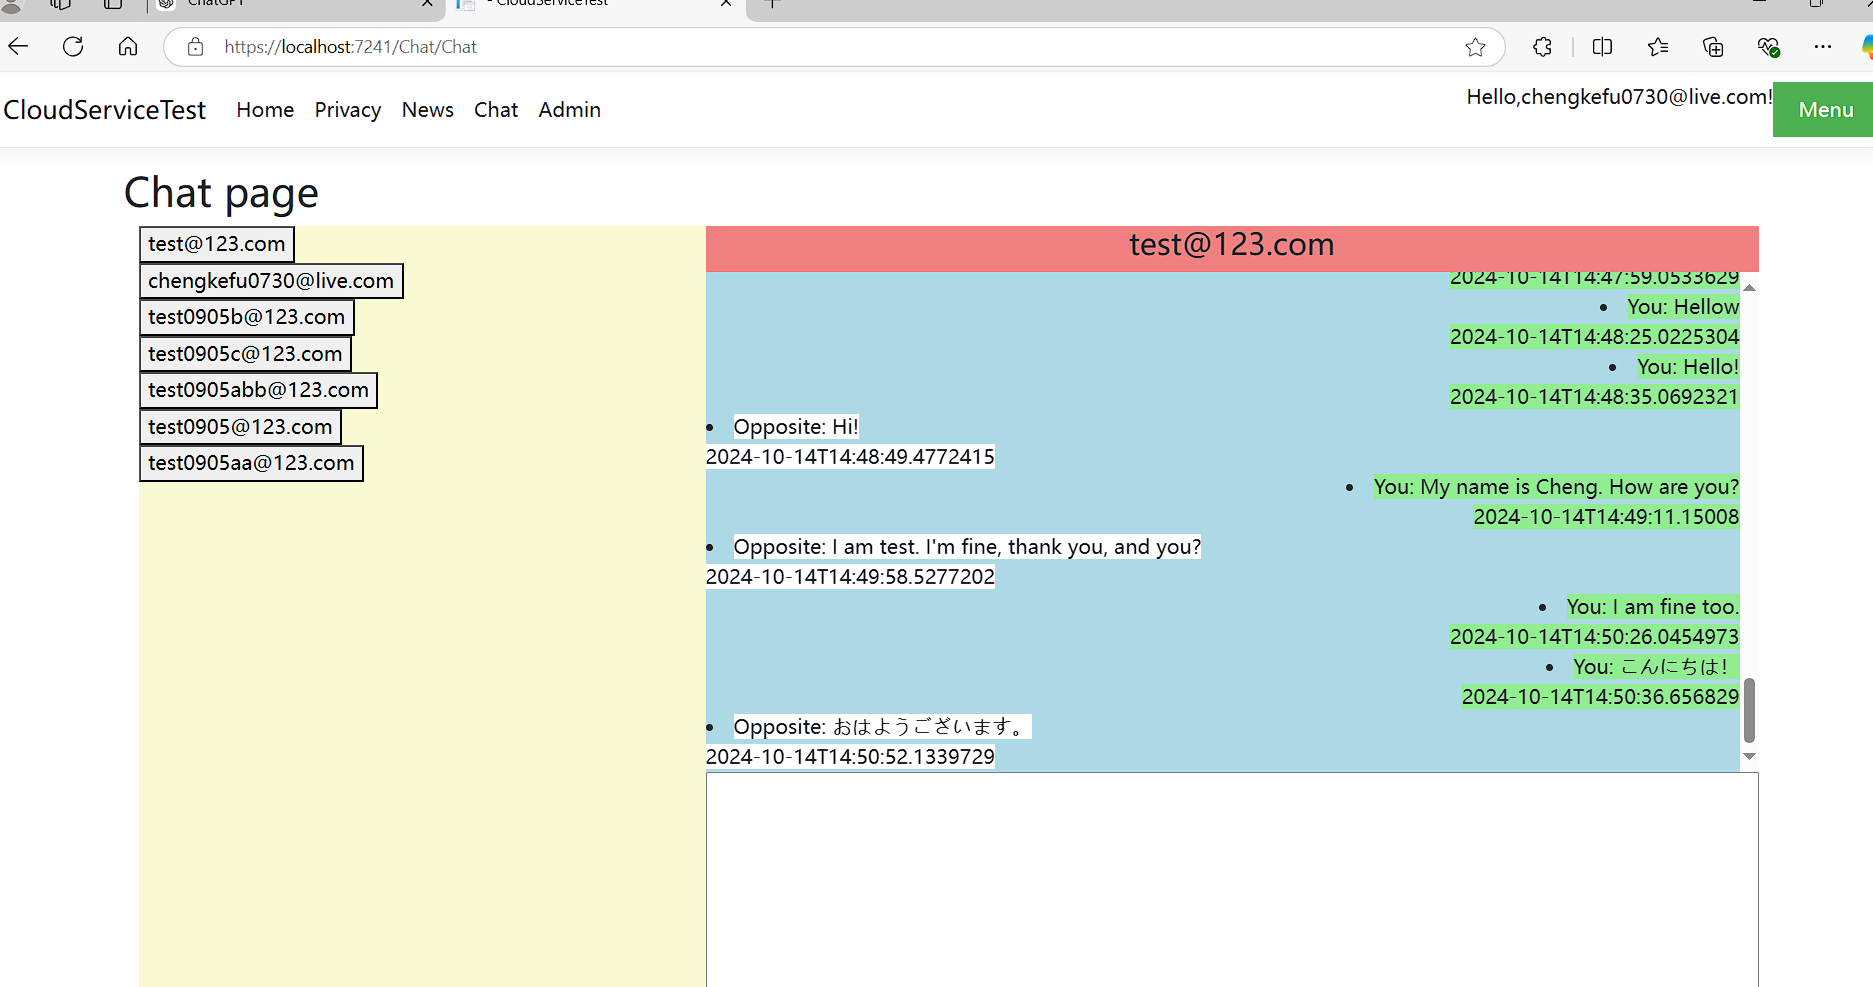 ChatGPT
- CloudServiceTest
https://localhost:7241/Chat/Chat
CloudServiceTest Home Privacy News Chat Admin
Hello,chengkefu0730@live.com!
Menu
Chat page
test@123.com
chengkefu0730@live.com
test0905b@123.com
test0905c@123.com
test0905abb@123.com
test0905@123.com
test0905aa@123.com
test@123.com
2024-10-14T14:47:59.0533629
• You: Hellow
2024-10-14T14:48:25.0225304
• You: Hello!
2024-10-14T14:48:35.0692321
• Opposite: Hi!
2024-10-14T14:48:49.4772415
• You: My name is Cheng. How are you?
2024-10-14T14:49:11.15008
• Opposite: I am test. I'm fine, thank you, and you?
2024-10-14T14:49:58.5277202
• You: I am fine too.
2024-10-14T14:50:26.0454973
• You: こんにちは！
2024-10-14T14:50:36.656829
• Opposite: おはようございます。
2024-10-14T14:50:52.1339729